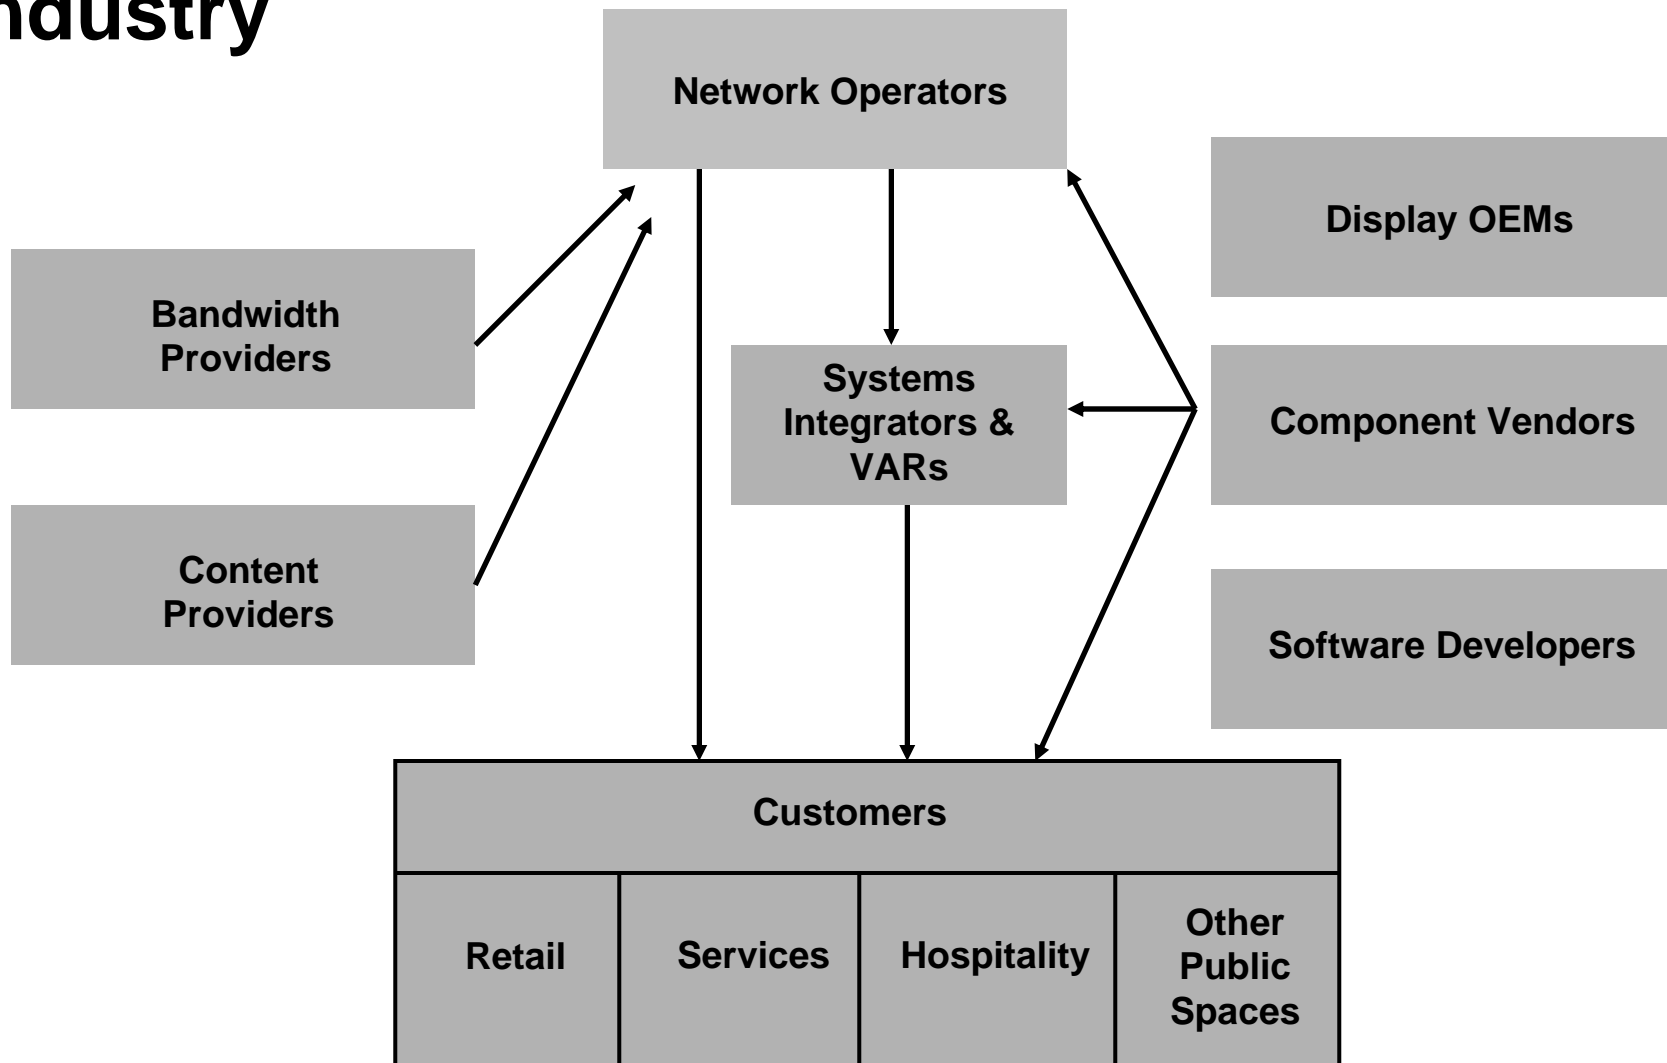 ndustry
Network Operators
Display OEMs
Bandwidth
Providers
Systems
Integrators &
VARs
Component Vendors
Content
Providers
Software Developers
Customers
Retail
Services
Hospitality
Other
Public
Spaces